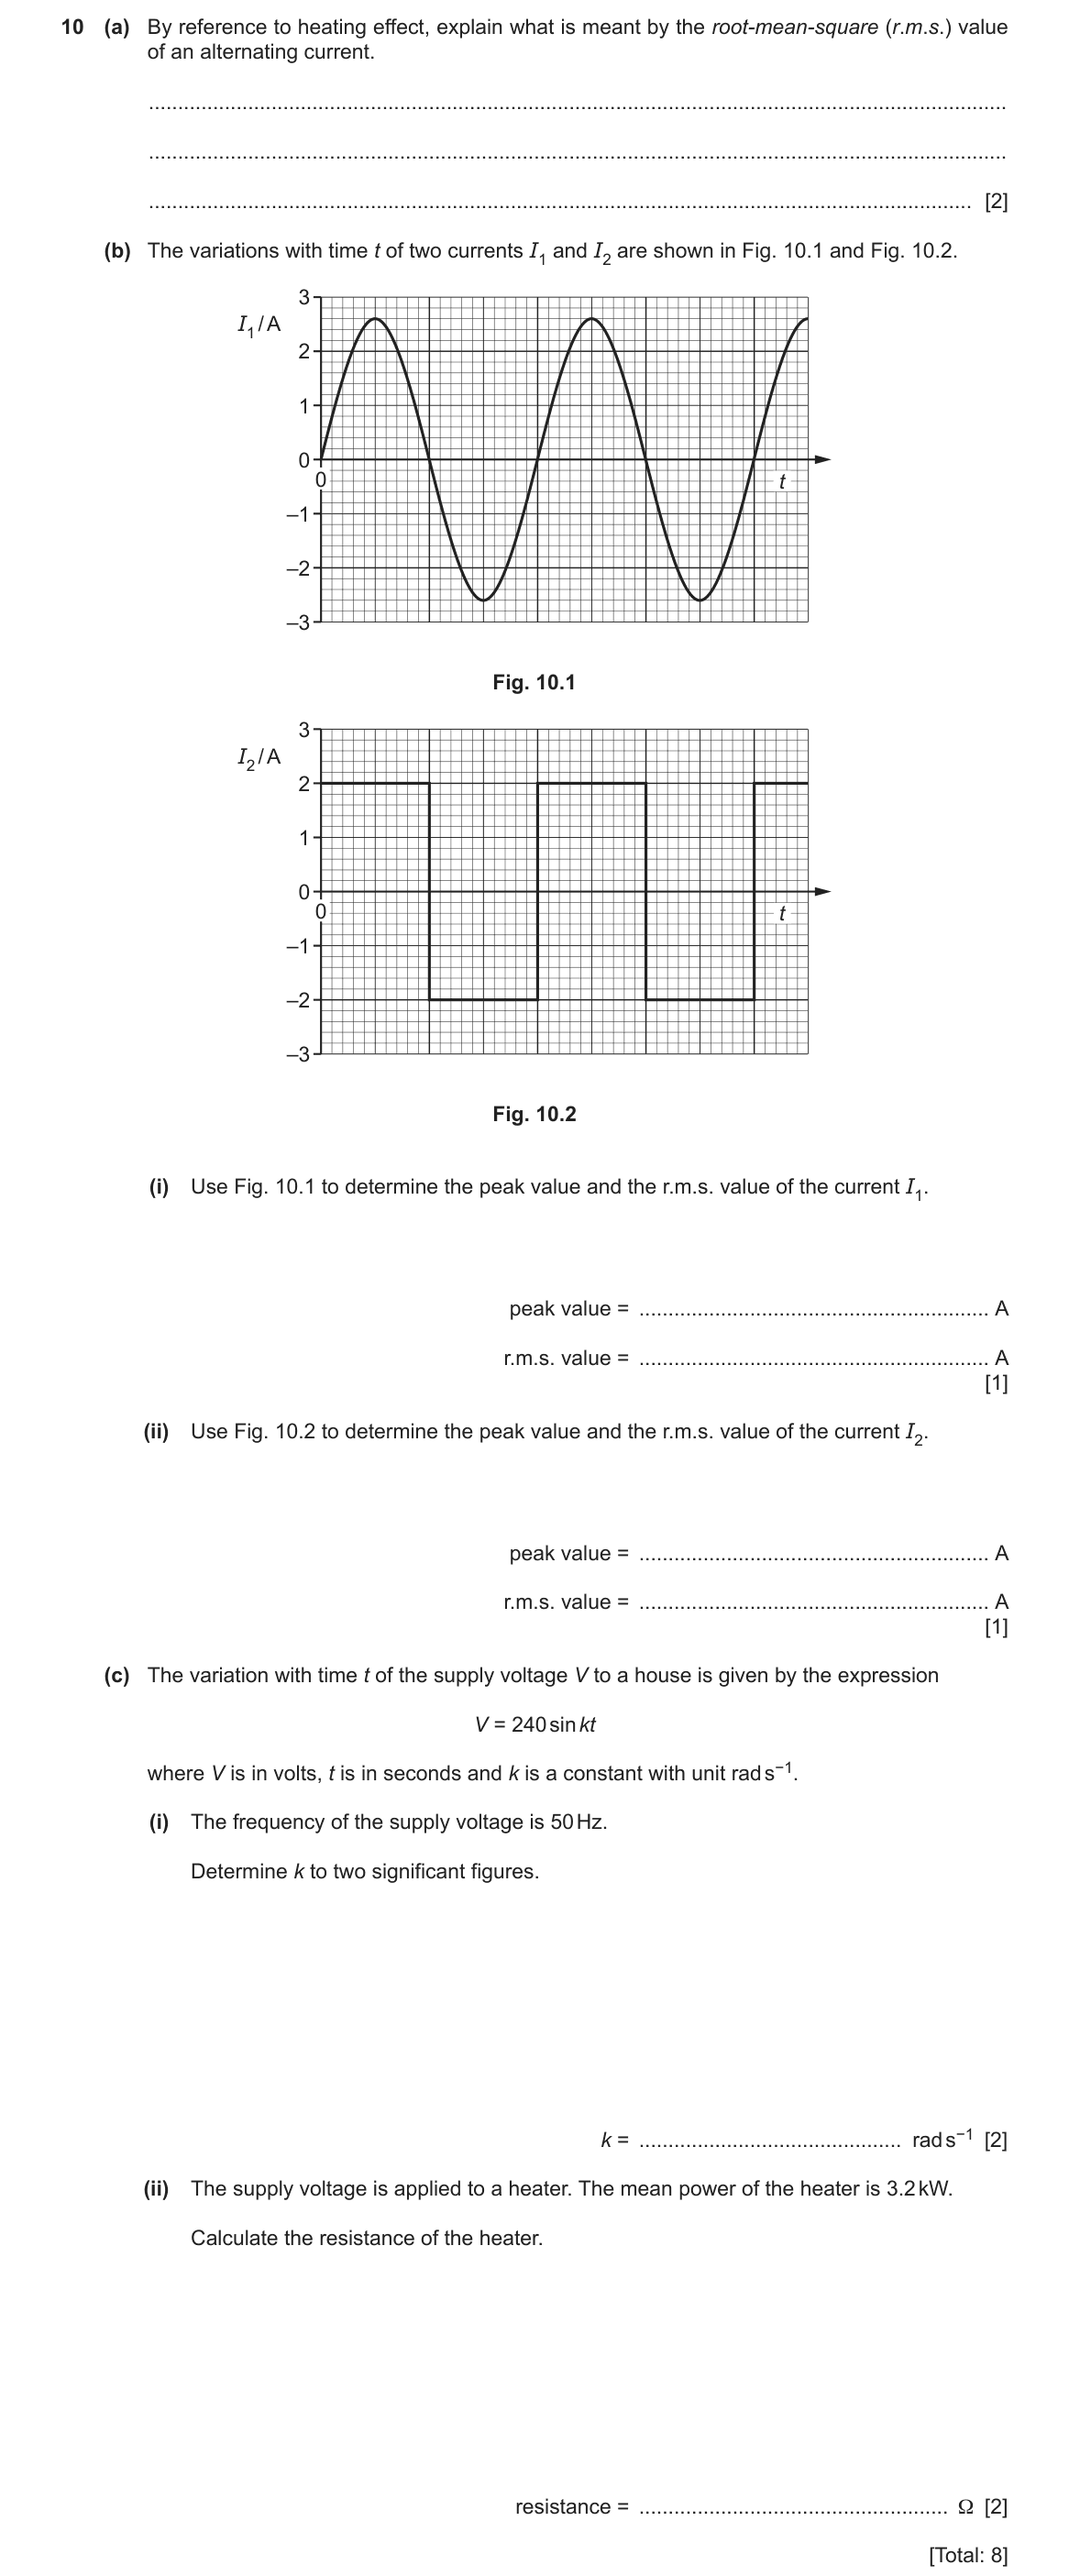 10 (a) By reference to heating effect, explain what is meant by the root-mean-square (r.m.s.) value
of an alternating current.
..........................................................................................................................
..........................................................................................................................
..................................................................................................................... [2]
(b) The variations with time t of two currents I₁ and I₂ are shown in Fig. 10.1 and Fig. 10.2.
3
I₁/A
2
1
0
0
t
–1
–2
–3
Fig. 10.1
3
I₂/A
2
1
0
0
t
–1
–2
–3
Fig. 10.2
(i) Use Fig. 10.1 to determine the peak value and the r.m.s. value of the current I₁.
peak value = ............................................................ A
r.m.s. value = ............................................................ A
[1]
(ii) Use Fig. 10.2 to determine the peak value and the r.m.s. value of the current I₂.
peak value = ............................................................ A
r.m.s. value = ............................................................ A
[1]
(c) The variation with time t of the supply voltage V to a house is given by the expression
V = 240 sin kt
where V is in volts, t is in seconds and k is a constant with unit rad s⁻¹.
(i) The frequency of the supply voltage is 50 Hz.
Determine k to two significant figures.
k = ............................................. rad s⁻¹ [2]
(ii) The supply voltage is applied to a heater. The mean power of the heater is 3.2 kW.
Calculate the resistance of the heater.
resistance = ..................................................... Ω [2]
[Total: 8]